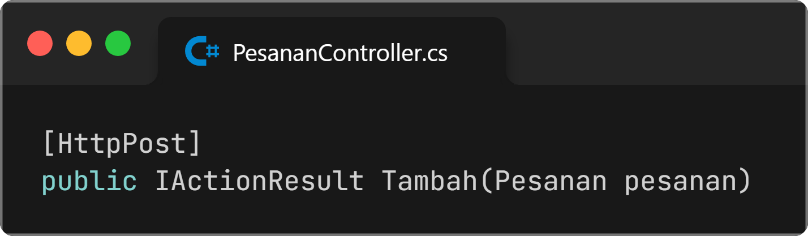 PesananController.cs
[HttpPost]
public IActionResult Tambah(Pesanan pesanan)